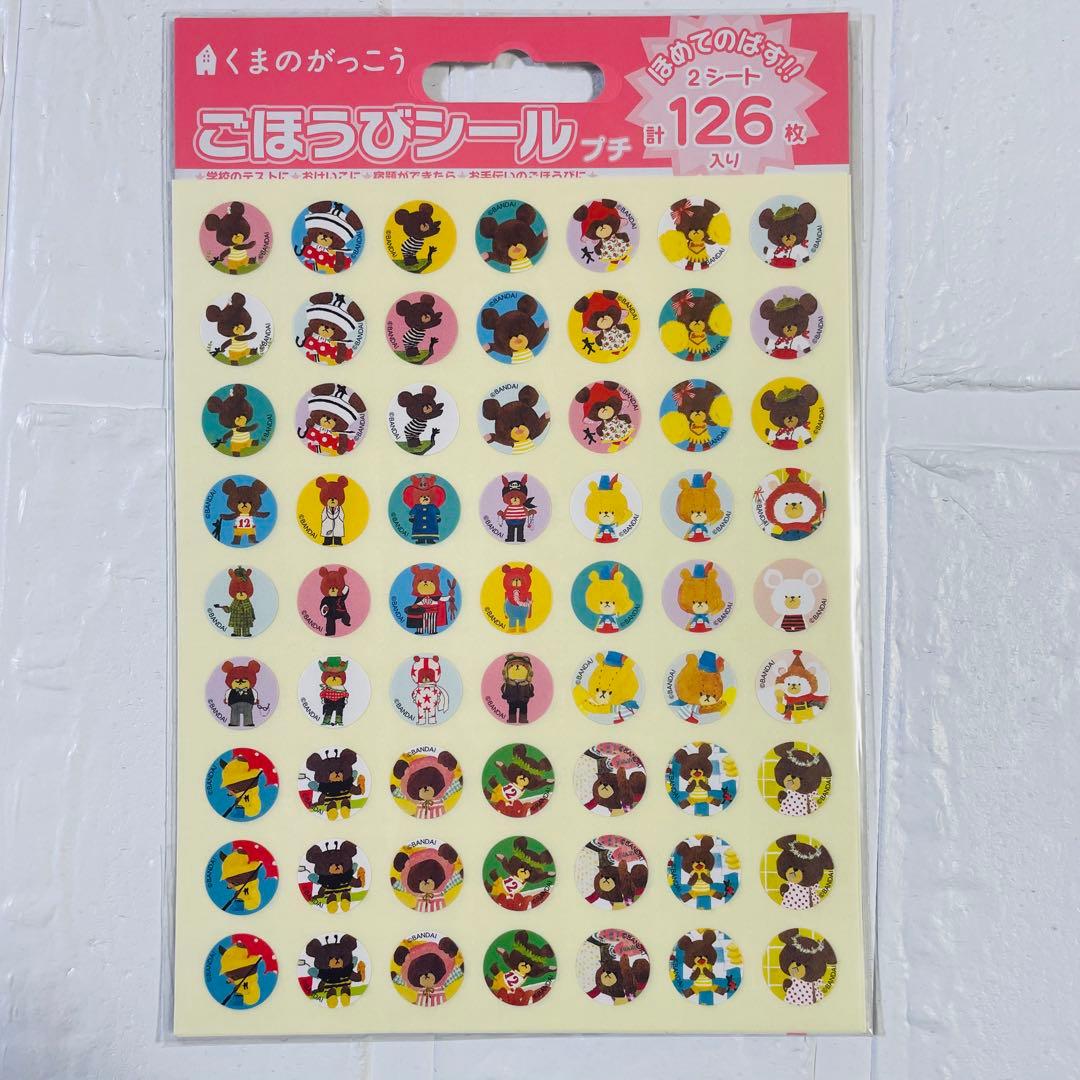 くまのがっこう
ごほうびシール プチ
ほめてのばす!!
2シート
計126枚
入り
★学校のテストに★おけいこに★宿題ができたら★お手伝いのごほうびに★
©BANDAI
12